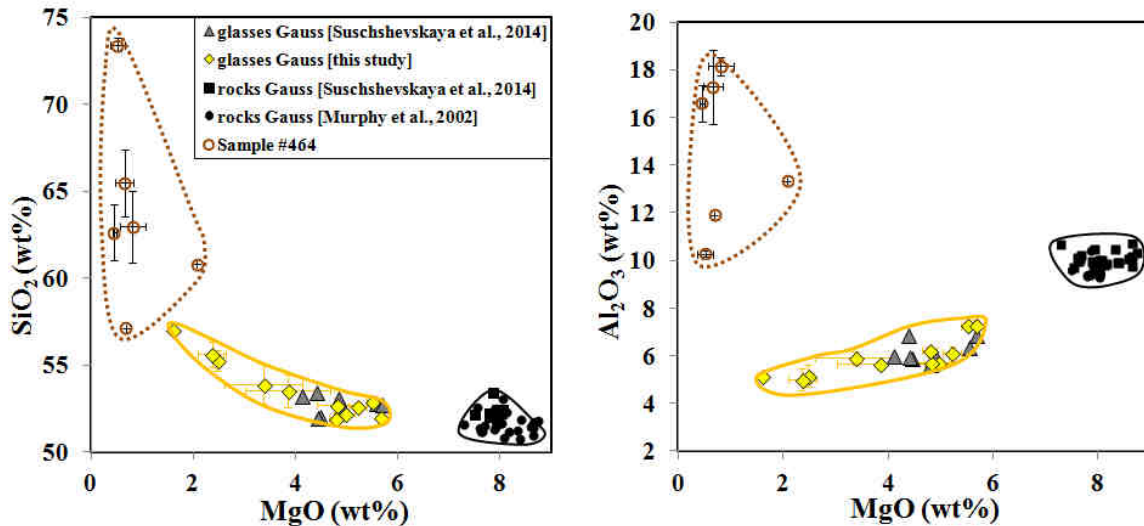 75
70
65
60
55
50
SiO2 (wt%)
glasses Gauss [Suschshevskaya et al., 2014]
glasses Gauss [this study]
rocks Gauss [Suschshevskaya et al., 2014]
rocks Gauss [Murphy et al., 2002]
Sample #464
0 2 4 6 8
MgO (wt%)
20
18
16
14
12
10
8
6
4
2
Al2O3 (wt%)
0 2 4 6 8
MgO (wt%)